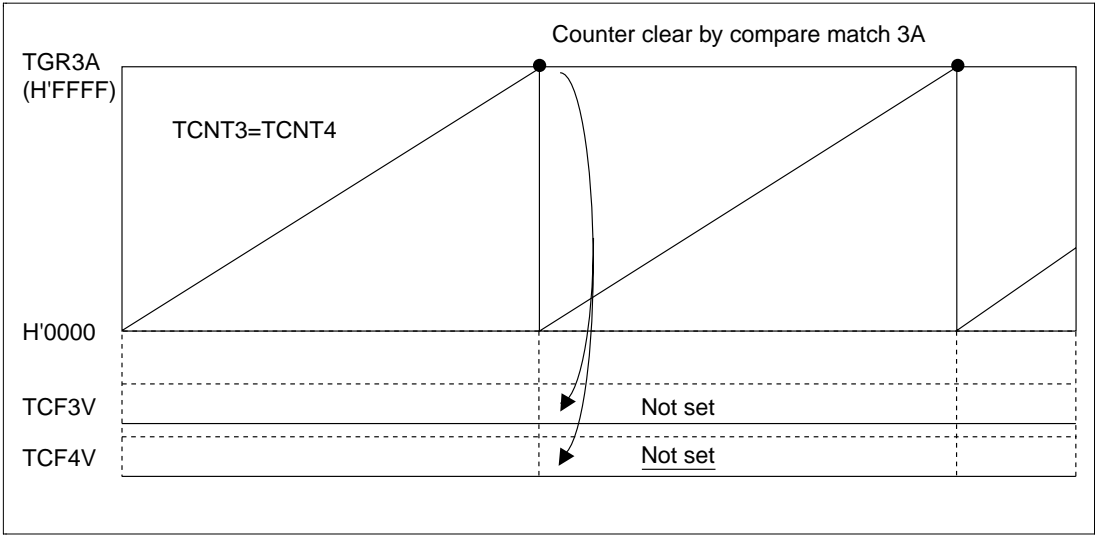 Counter clear by compare match 3A
TGR3A
(H'FFFF)
TCNT3=TCNT4
H'0000
TCF3V
Not set
TCF4V
Not set